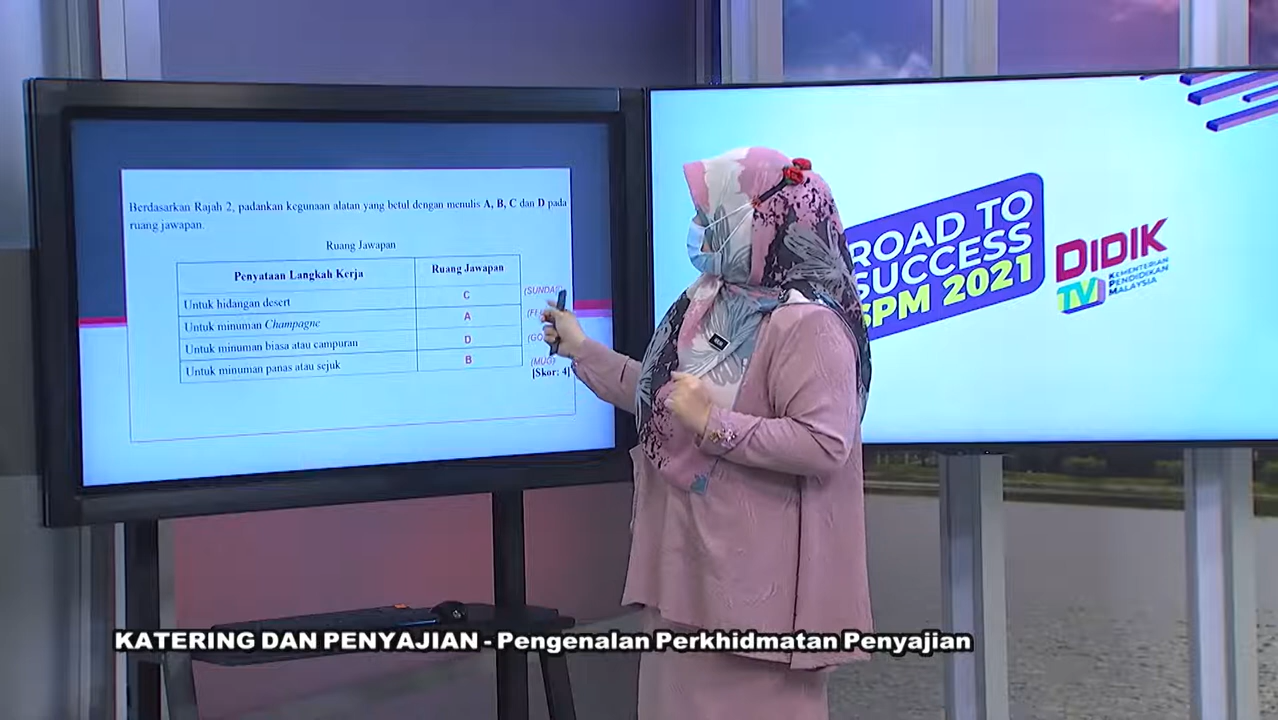 Berdasarkan Rajah 2, padankan kegunaan alatan yang betul dengan menulis A, B, C dan D pada
ruang jawapan.
Ruang Jawapan
Penyataan Langkah Kerja Ruang Jawapan
Untuk hidangan desert C
Untuk minuman Champagne A
Untuk minuman biasa atau campuran D
Untuk minuman panas atau sejuk B (MUG)
[Skor: 4]
ROAD TO
SUCCESS
SPM 2021
DIDIK
TV KEMENTERIAN
PENDIDIKAN
MALAYSIA
KATERING DAN PENYAJIAN - Pengenalan Perkhidmatan Penyajian